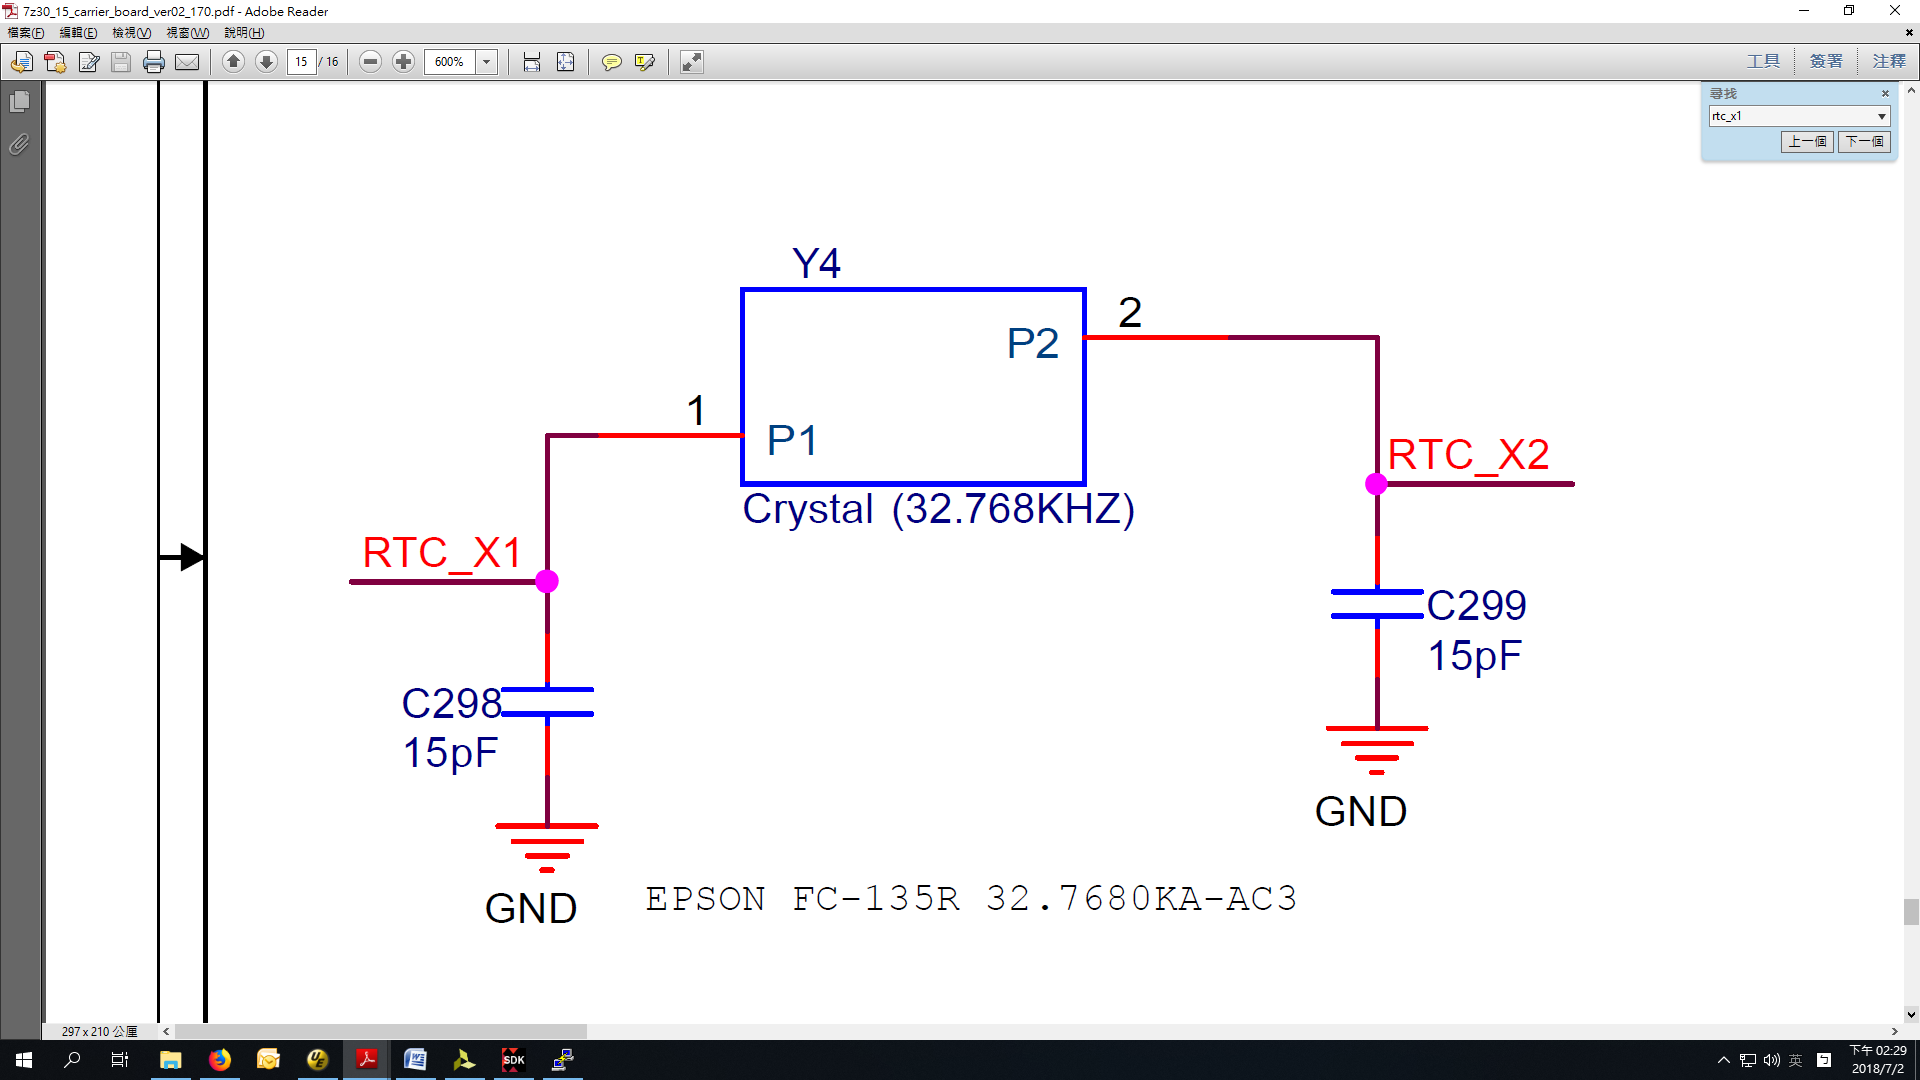 7z30_15_carrier_board_ver02_170.pdf - Adobe Reader
檔案(F) 編輯(E) 檢視(V) 視窗(W) 說明(H)
15 / 16 600% 工具 簽署 注釋
尋找
rtc_x1
上一個 下一個
Y4
2
P2
1
P1
RTC_X2
Crystal (32.768KHZ)
RTC_X1
C299
15pF
C298
15pF
GND
EPSON FC-135R 32.7680KA-AC3
GND
297 x 210 公厘
UE SDK 英 ㄅ
下午 02:29
2018/7/2